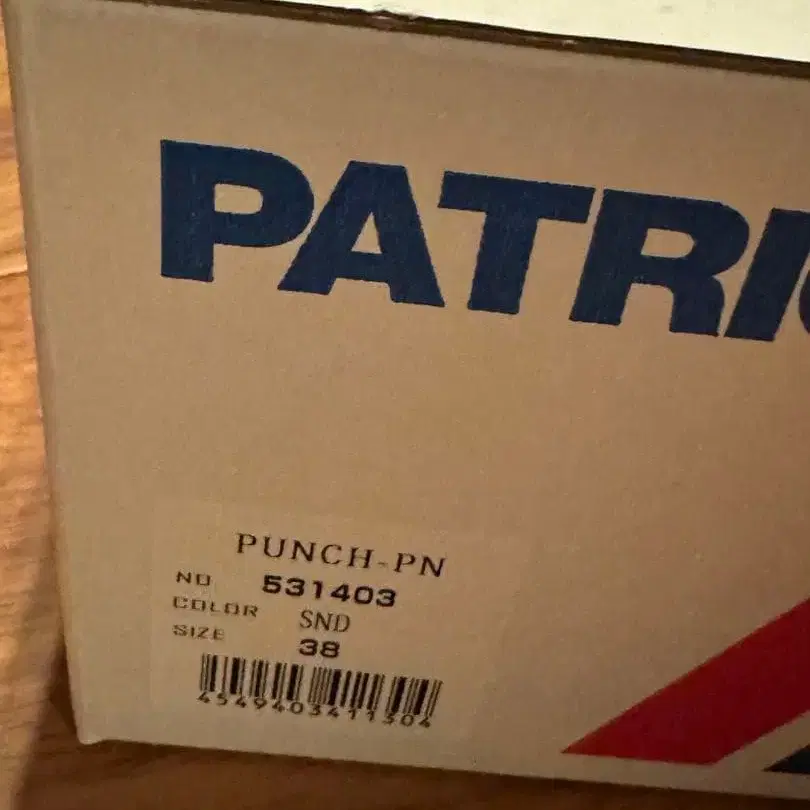 PATRI
PUNCH-PN
NO 531403
COLOR SND
SIZE 38
4549403411304